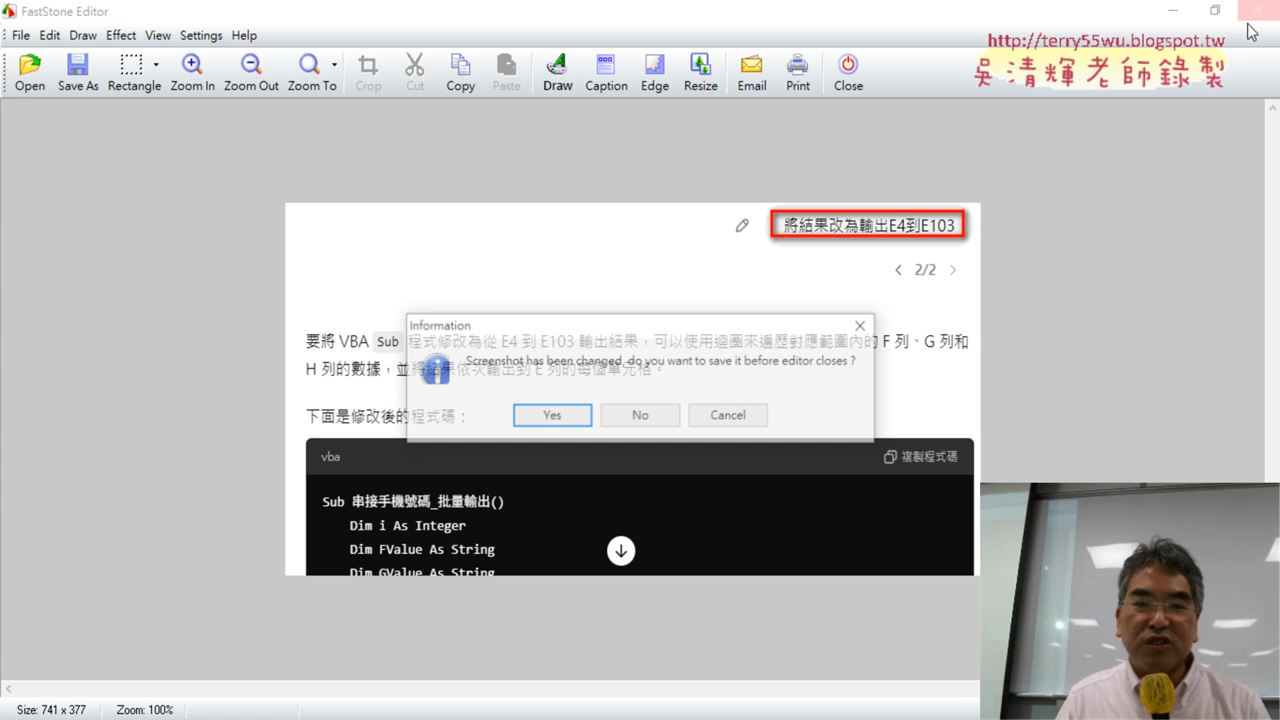 FastStone Editor
File Edit Draw Effect View Settings Help
http://terry55wu.blogspot.tw
吳清輝老師錄製
Open Save As Rectangle Zoom In Zoom Out Zoom To Crop Cut Copy Paste Draw Caption Edge Resize Email Print Close
將結果改為輸出E4到E103
2/2
Information
要將 VBA Sub 程式修改為從 E4 到 E103 輸出結果，可以使用迴圈來遍歷對應範圍內的 F 列、G 列和
Screenshot has been changed, do you want to save it before editor closes ?
H 列的數據，並將結果依次輸出到 E 列的每個單元格。
下面是修改後的程式碼：
Yes No Cancel
vba 複製程式碼
Sub 串接手機號碼_批量輸出()
Dim i As Integer
Dim FValue As String
Dim GValue As String
Size: 741 x 377 Zoom: 100%